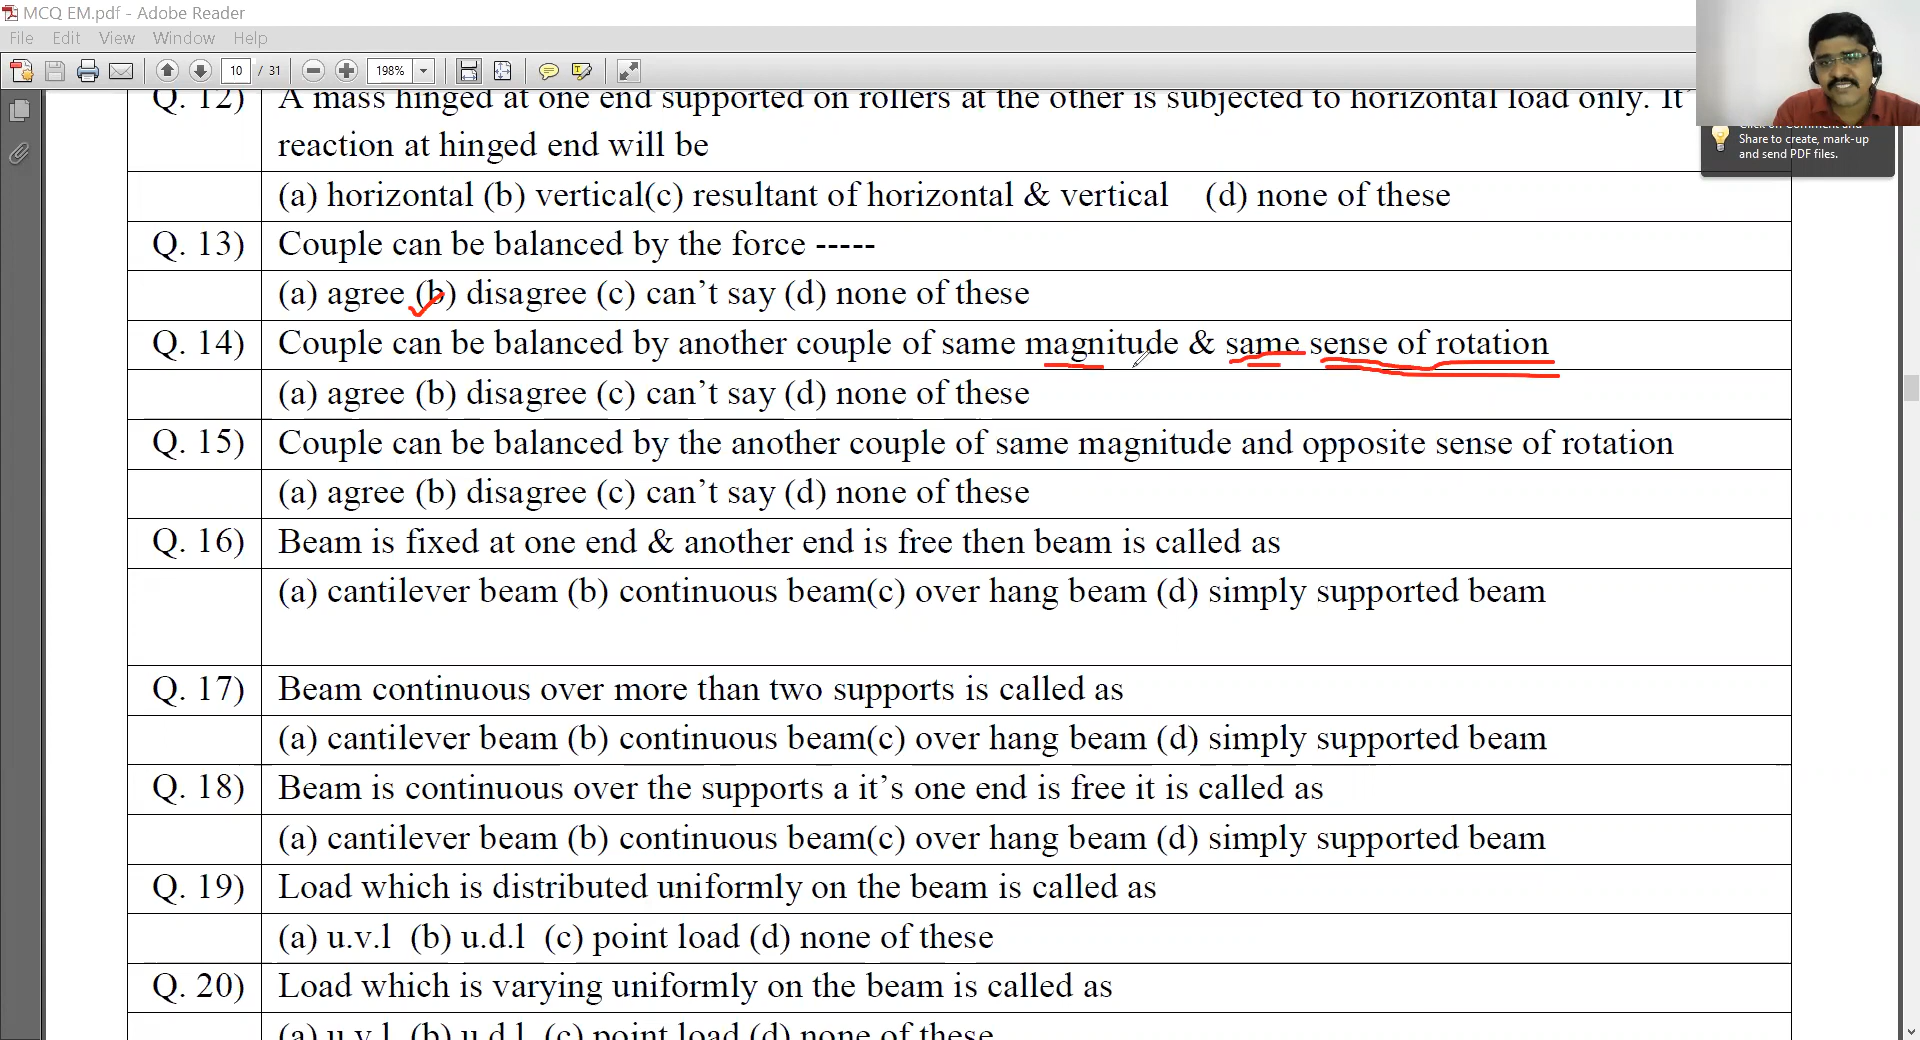 MCQ EM.pdf - Adobe Reader
File Edit View Window Help
10 / 31 198%
Share to create, mark-up
and send PDF files.
Q. 12) A mass hinged at one end supported on rollers at the other is subjected to horizontal load only. It’
reaction at hinged end will be
(a) horizontal (b) vertical(c) resultant of horizontal & vertical (d) none of these
Q. 13) Couple can be balanced by the force -----
(a) agree (b) disagree (c) can’t say (d) none of these
Q. 14) Couple can be balanced by another couple of same magnitude & same sense of rotation
(a) agree (b) disagree (c) can’t say (d) none of these
Q. 15) Couple can be balanced by the another couple of same magnitude and opposite sense of rotation
(a) agree (b) disagree (c) can’t say (d) none of these
Q. 16) Beam is fixed at one end & another end is free then beam is called as
(a) cantilever beam (b) continuous beam(c) over hang beam (d) simply supported beam
Q. 17) Beam continuous over more than two supports is called as
(a) cantilever beam (b) continuous beam(c) over hang beam (d) simply supported beam
Q. 18) Beam is continuous over the supports a it’s one end is free it is called as
(a) cantilever beam (b) continuous beam(c) over hang beam (d) simply supported beam
Q. 19) Load which is distributed uniformly on the beam is called as
(a) u.v.l (b) u.d.l (c) point load (d) none of these
Q. 20) Load which is varying uniformly on the beam is called as
(a) u.v.l (b) u.d.l (c) point load (d) none of these